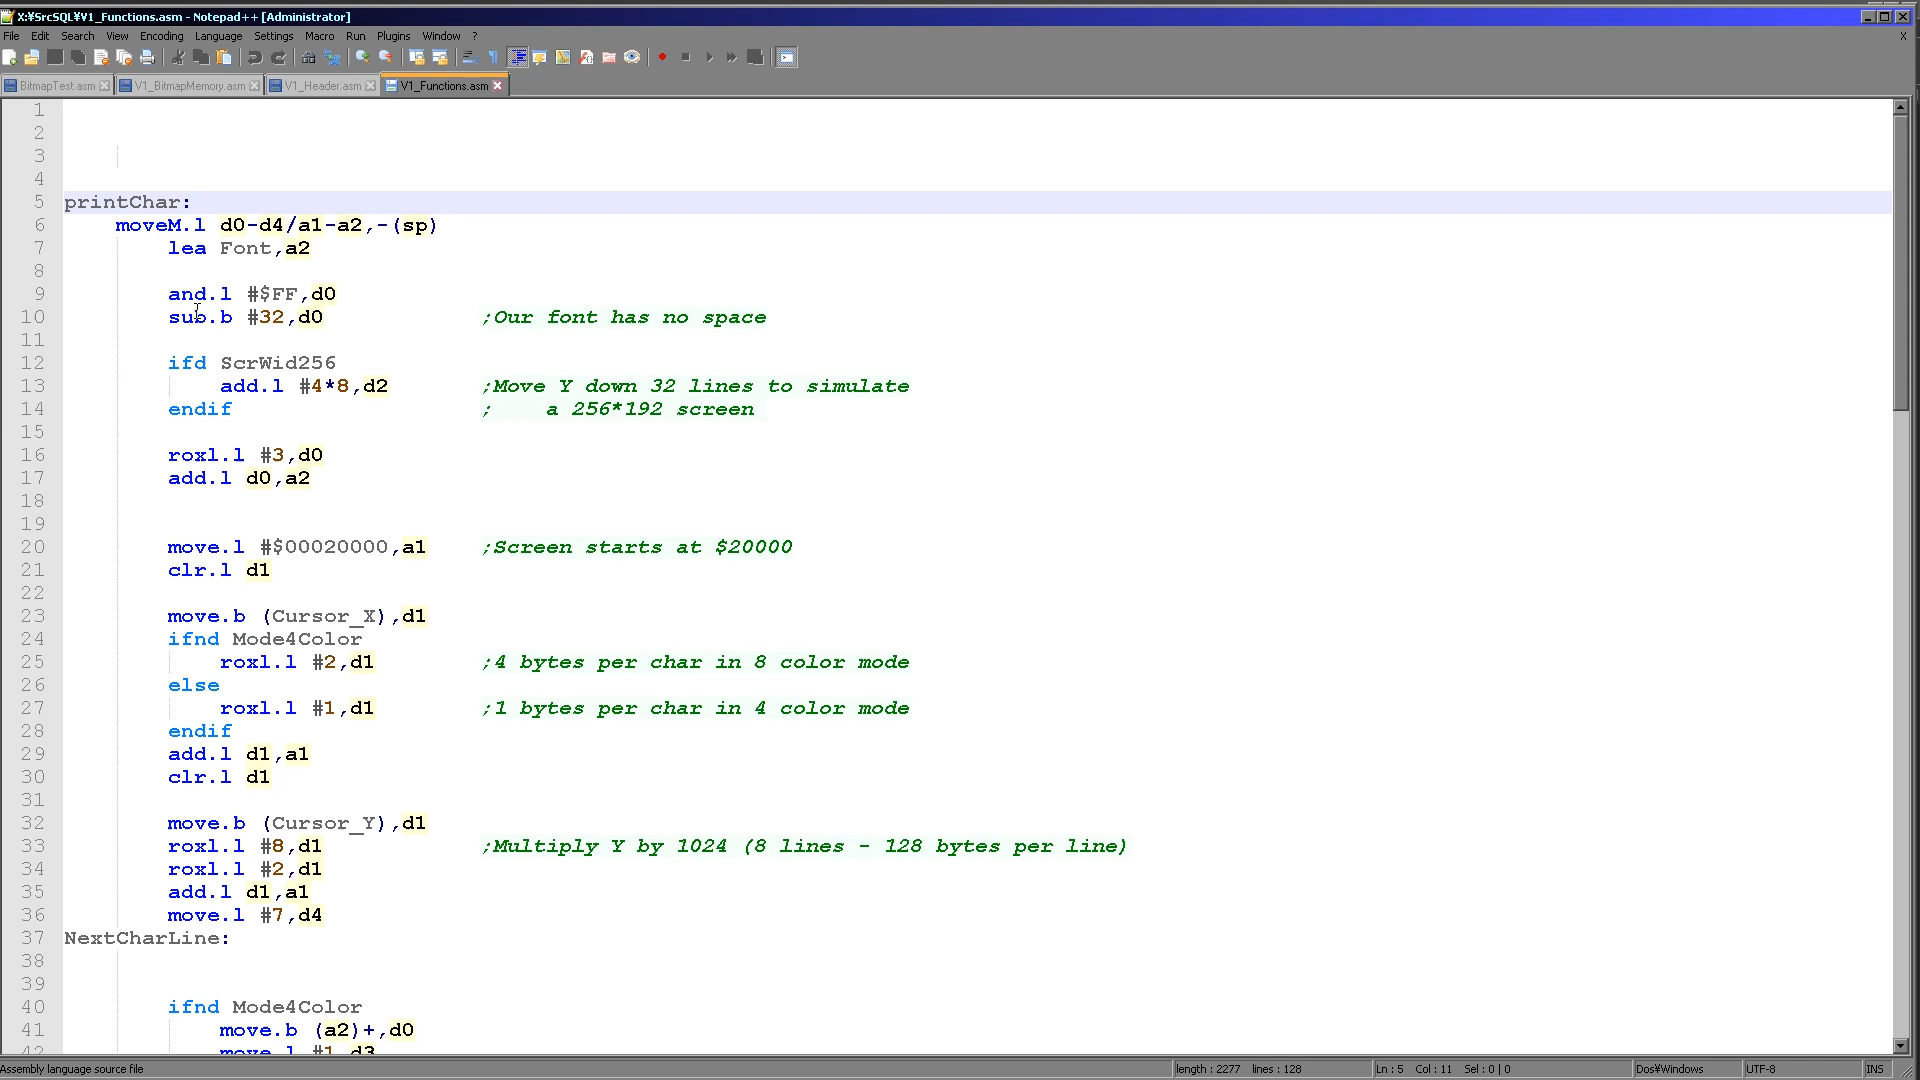 X:¥SrcSQL¥V1_Functions.asm - Notepad++ [Administrator]
File Edit Search View Encoding Language Settings Macro Run Plugins Window ? X
BitmapTest.asm V1_BitmapMemory.asm V1_Header.asm V1_Functions.asm
1
2
3
4
5 printChar:
6 moveM.l d0-d4/a1-a2,-(sp)
7 lea Font,a2
8
9 and.l #$FF,d0
10 sub.b #32,d0 ;Our font has no space
11
12 ifd ScrWid256
13 add.l #4*8,d2 ;Move Y down 32 lines to simulate
14 endif ; a 256*192 screen
15
16 roxl.l #3,d0
17 add.l d0,a2
18
19
20 move.l #$00020000,a1 ;Screen starts at $20000
21 clr.l d1
22
23 move.b (Cursor_X),d1
24 ifnd Mode4Color
25 roxl.l #2,d1 ;4 bytes per char in 8 color mode
26 else
27 roxl.l #1,d1 ;1 bytes per char in 4 color mode
28 endif
29 add.l d1,a1
30 clr.l d1
31
32 move.b (Cursor_Y),d1
33 roxl.l #8,d1 ;Multiply Y by 1024 (8 lines - 128 bytes per line)
34 roxl.l #2,d1
35 add.l d1,a1
36 move.l #7,d4
37 NextCharLine:
38
39
40 ifnd Mode4Color
41 move.b (a2)+,d0
42 move.l #1,d3
Assembly language source file length : 2277 lines : 128 Ln : 5 Col : 11 Sel : 0 | 0 Dos¥Windows UTF-8 INS